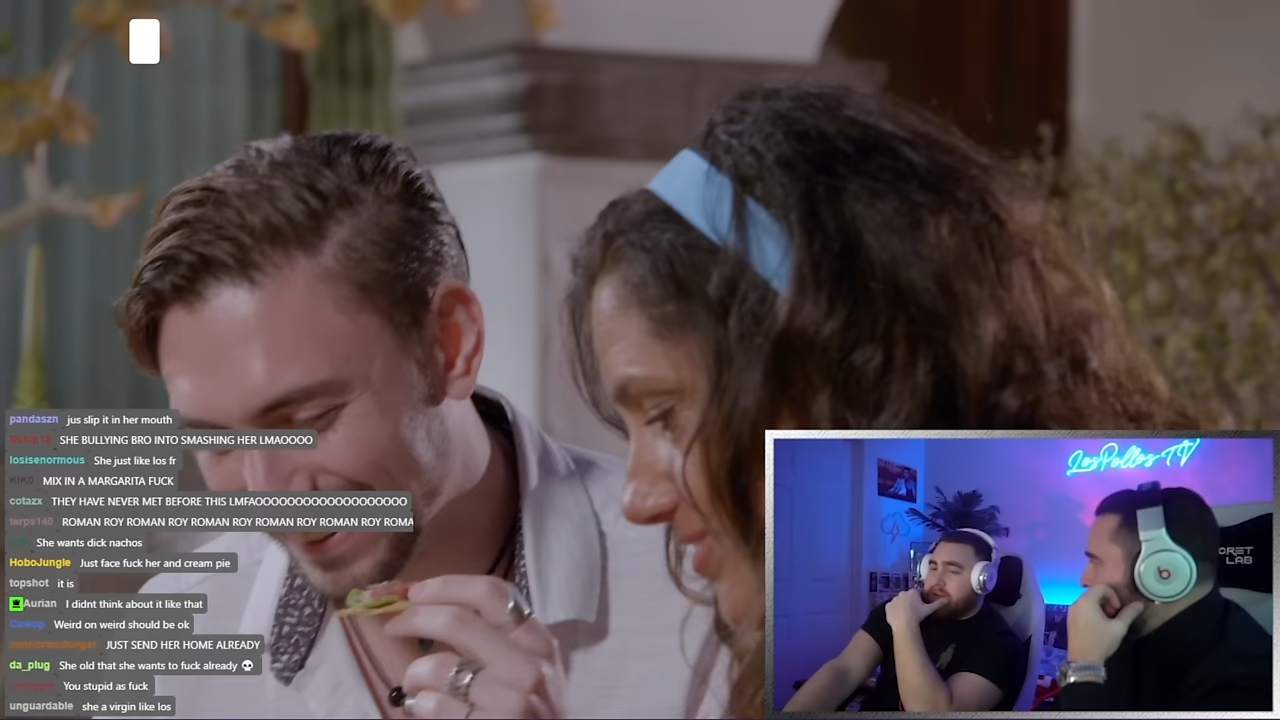 pandaszn jus slip it in her mouth
SHE BULLYING BRO INTO SMASHING HER LMAOOOO
losisenormous She just like los fr
KIK0 MIX IN A MARGARITA FUCK
cotazx THEY HAVE NEVER MET BEFORE THIS LMFAOOOOOOOOOOOOOOOOOOO
terps140 ROMAN ROY ROMAN ROY ROMAN ROY ROMAN ROY ROMAN ROY ROMA
She wants dick nachos
HoboJungle Just face fuck her and cream pie
topshot it is
Aurian I didnt think about it like that
Cuwop Weird on weird should be ok
JUST SEND HER HOME ALREADY
da_plug She old that she wants to fuck already 💀
You stupid as fuck
unguardable she a virgin like los
LosPollosTV
LAB